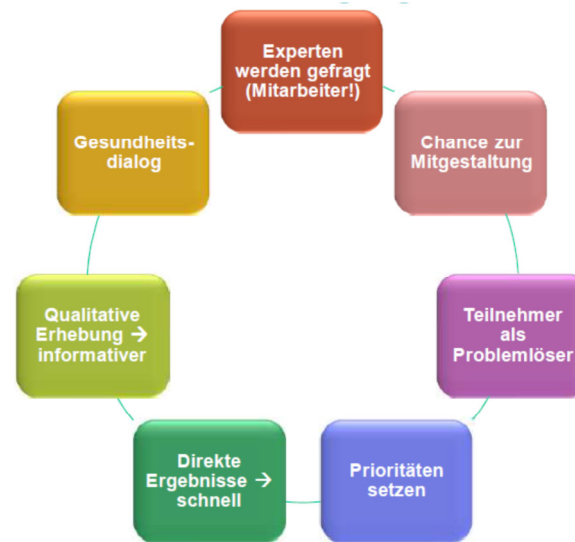 Experten
werden gefragt
(Mitarbeiter!)
Chance zur
Mitgestaltung
Teilnehmer
als
Problemlöser
Prioritäten
setzen
Direkte
Ergebnisse →
schnell
Qualitative
Erhebung →
informativer
Gesundheits-
dialog